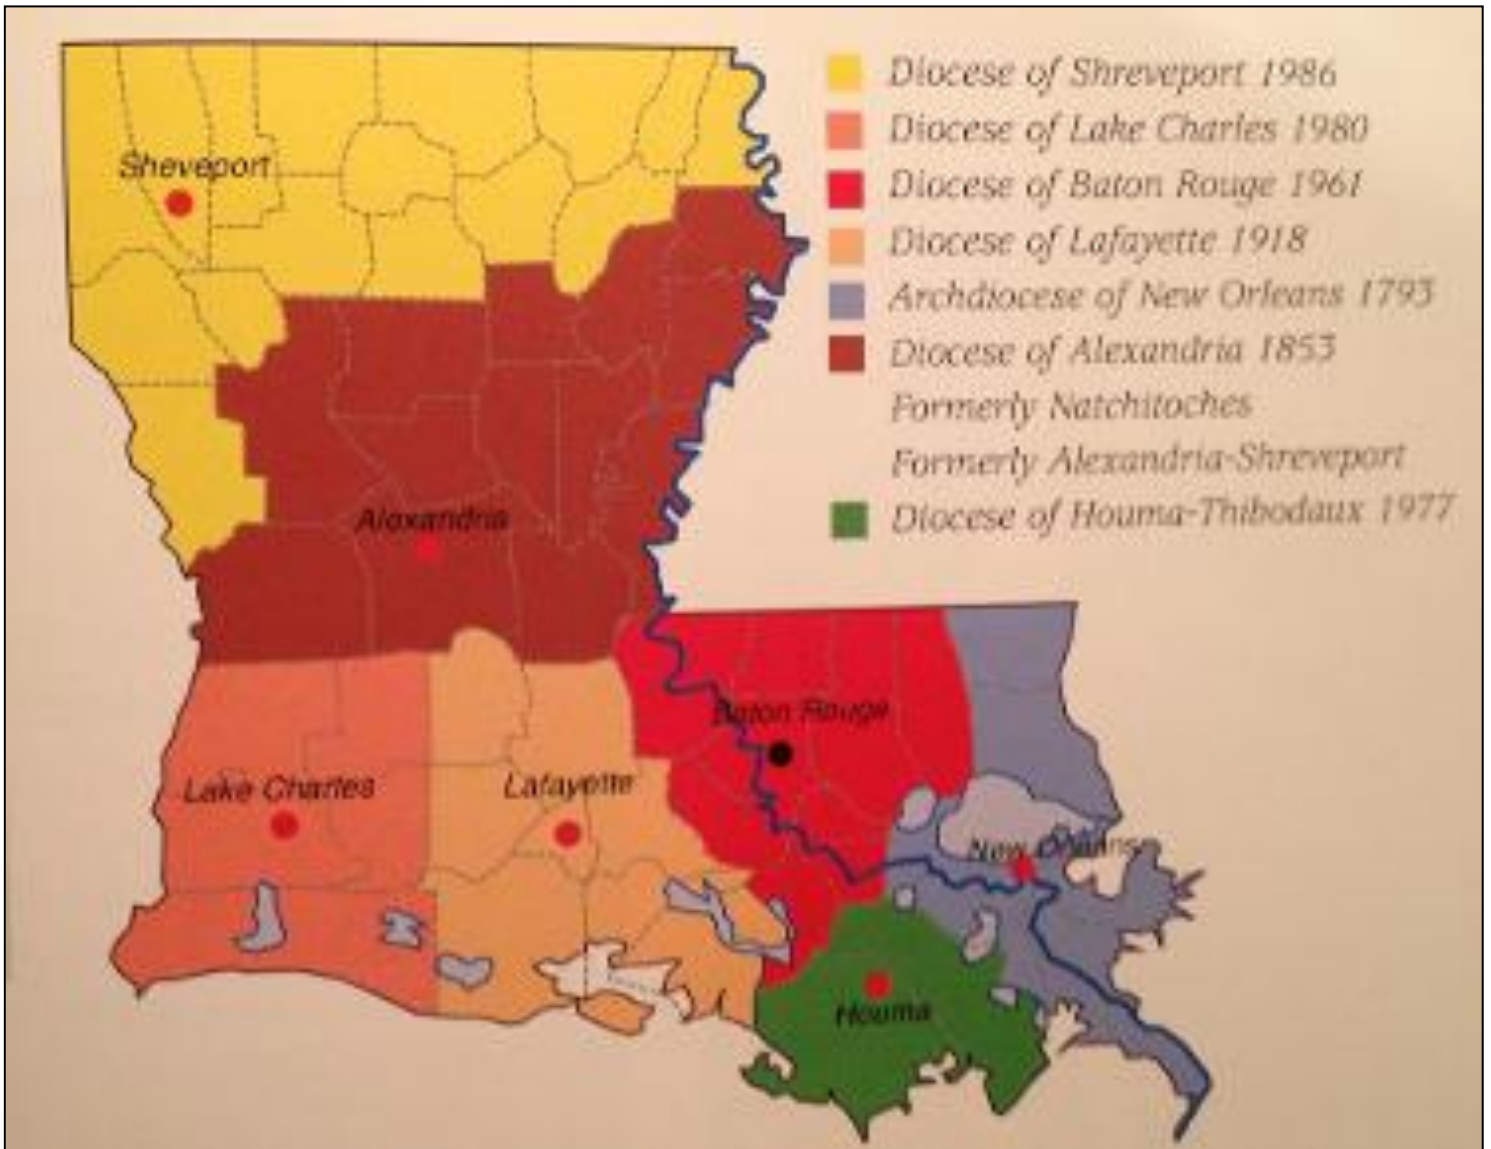 Diocese of Shreveport 1986
Diocese of Lake Charles 1980
Diocese of Baton Rouge 1961
Diocese of Lafayette 1918
Archdiocese of New Orleans 1793
Diocese of Alexandria 1853
Formerly Natchitoches
Formerly Alexandria-Shreveport
Diocese of Houma-Thibodaux 1977
Sheveport
Alexandria
Baton Rouge
Lake Charles
Lafayette
New Orleans
Houma